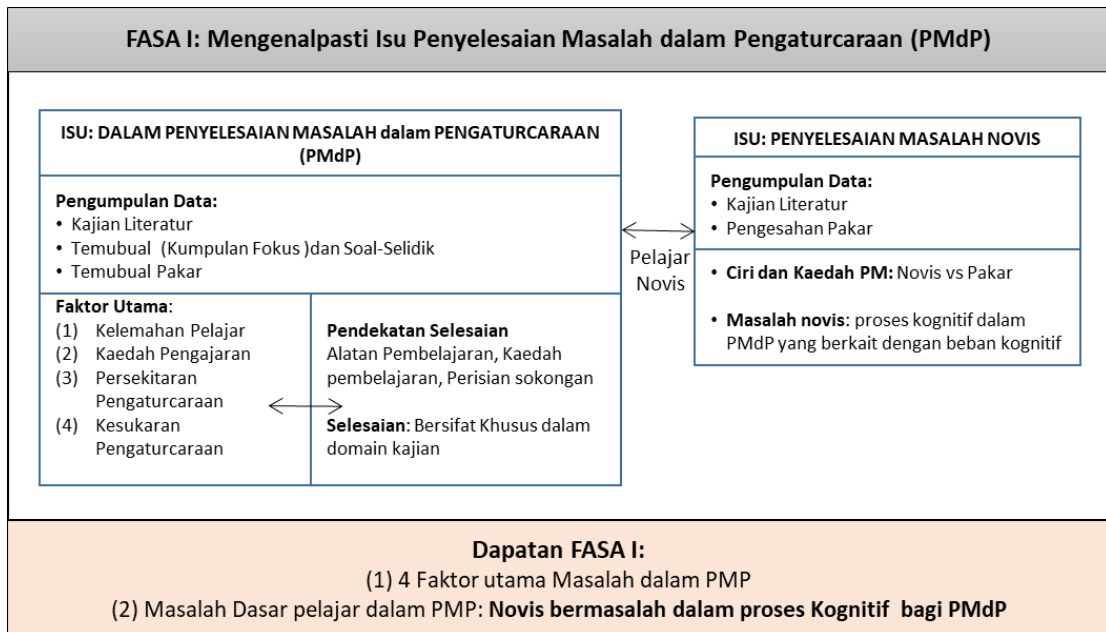 FASA I: Mengenalpasti Isu Penyelesaian Masalah dalam Pengaturcaraan (PMdP)
ISU: DALAM PENYELESAIAN MASALAH dalam PENGATURCARAAN
(PMdP)
Pengumpulan Data:
• Kajian Literatur
• Temubual (Kumpulan Fokus )dan Soal-Selidik
• Temubual Pakar
Faktor Utama:
(1) Kelemahan Pelajar
(2) Kaedah Pengajaran
(3) Persekitaran
Pengaturcaraan
(4) Kesukaran
Pengaturcaraan
Pendekatan Selesaian
Alatan Pembelajaran, Kaedah
pembelajaran, Perisian sokongan
Selesaian: Bersifat Khusus dalam
domain kajian
Pelajar
Novis
ISU: PENYELESAIAN MASALAH NOVIS
Pengumpulan Data:
• Kajian Literatur
• Pengesahan Pakar
• Ciri dan Kaedah PM: Novis vs Pakar
• Masalah novis: proses kognitif dalam
PMdP yang berkait dengan beban kognitif
Dapatan FASA I:
(1) 4 Faktor utama Masalah dalam PMP
(2) Masalah Dasar pelajar dalam PMP: Novis bermasalah dalam proses Kognitif bagi PMdP